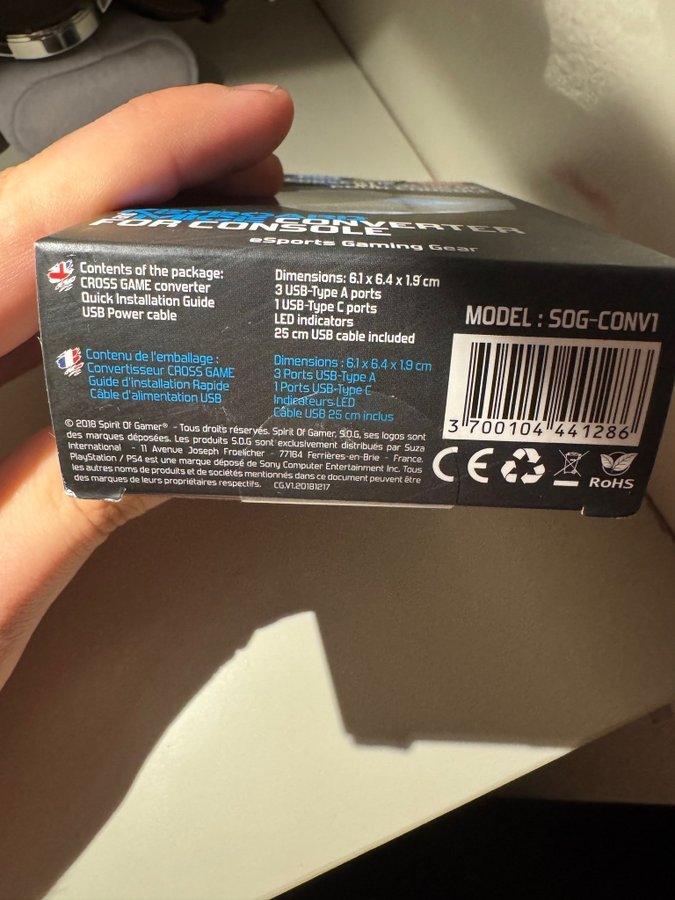 CONVERTER
FOR CONSOLE
eSports Gaming Gear
Contents of the package:
CROSS GAME converter
Quick Installation Guide
USB Power cable
Dimensions: 6.1 x 6.4 x 1.9 cm
3 USB-Type A ports
1 USB-Type C ports
LED indicators
25 cm USB cable included
Contenu de l'emballage :
Convertisseur CROSS GAME
Guide d'installation Rapide
Câble d'alimentation USB
Dimensions : 6.1 x 6.4 x 1.9 cm
3 Ports USB-Type A
1 Ports USB-Type C
Indicateurs LED
Câble USB 25 cm inclus
© 2018 Spirit Of Gamer® - Tous droits réservés. Spirit Of Gamer, S.O.G, ses logos sont
des marques déposées. Les produits S.O.G sont exclusivement distribués par Suza
International - 11 Avenue Joseph Froelicher - 77164 Ferrières-en-Brie - France.
PlayStation / PS4 est une marque déposé de Sony Computer Entertainment Inc. Tous
les autres noms de produits et de sociétés mentionnés dans ce document peuvent être
des marques de leurs propriétaires respectifs. CG.V1.20181217
MODEL : SOG-CONV1
3 700104 441286
CE
RoHS